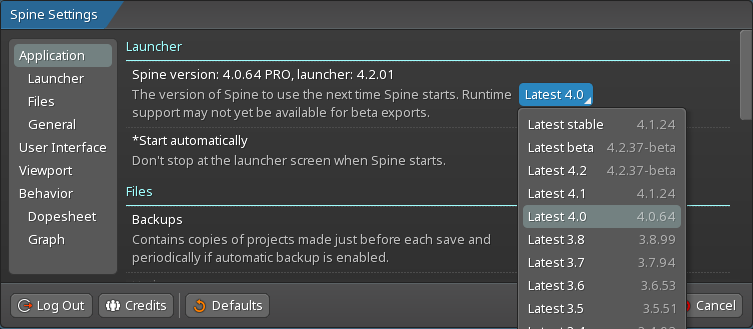 Spine Settings
Application
Launcher
Files
General
User Interface
Viewport
Behavior
Dopesheet
Graph
Launcher
Spine version: 4.0.64 PRO, launcher: 4.2.01
The version of Spine to use the next time Spine starts. Runtime
support may not yet be available for beta exports.
Latest 4.0
*Start automatically
Don't stop at the launcher screen when Spine starts.
Files
Backups
Contains copies of projects made just before each save and
periodically if automatic backup is enabled.
Latest stable 4.1.24
Latest beta 4.2.37-beta
Latest 4.2 4.2.37-beta
Latest 4.1 4.1.24
Latest 4.0 4.0.64
Latest 3.8 3.8.99
Latest 3.7 3.7.94
Latest 3.6 3.6.53
Latest 3.5 3.5.51
Log Out
Credits
Defaults
Cancel